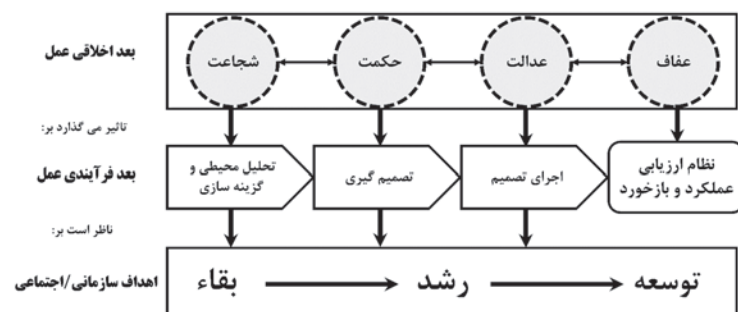 بعد اخلاقی عمل
شجاعت
حکمت
عدالت
عفاف
تاثیر می گذارد بر:
بعد فرآیندی عمل
تحلیل محیطی و
گزینه سازی
تصمیم گیری
اجرای تصمیم
نظام ارزیابی
عملکرد و بازخورد
ناظر است بر:
اهداف سازمانی/اجتماعی
بقاء
رشد
توسعه